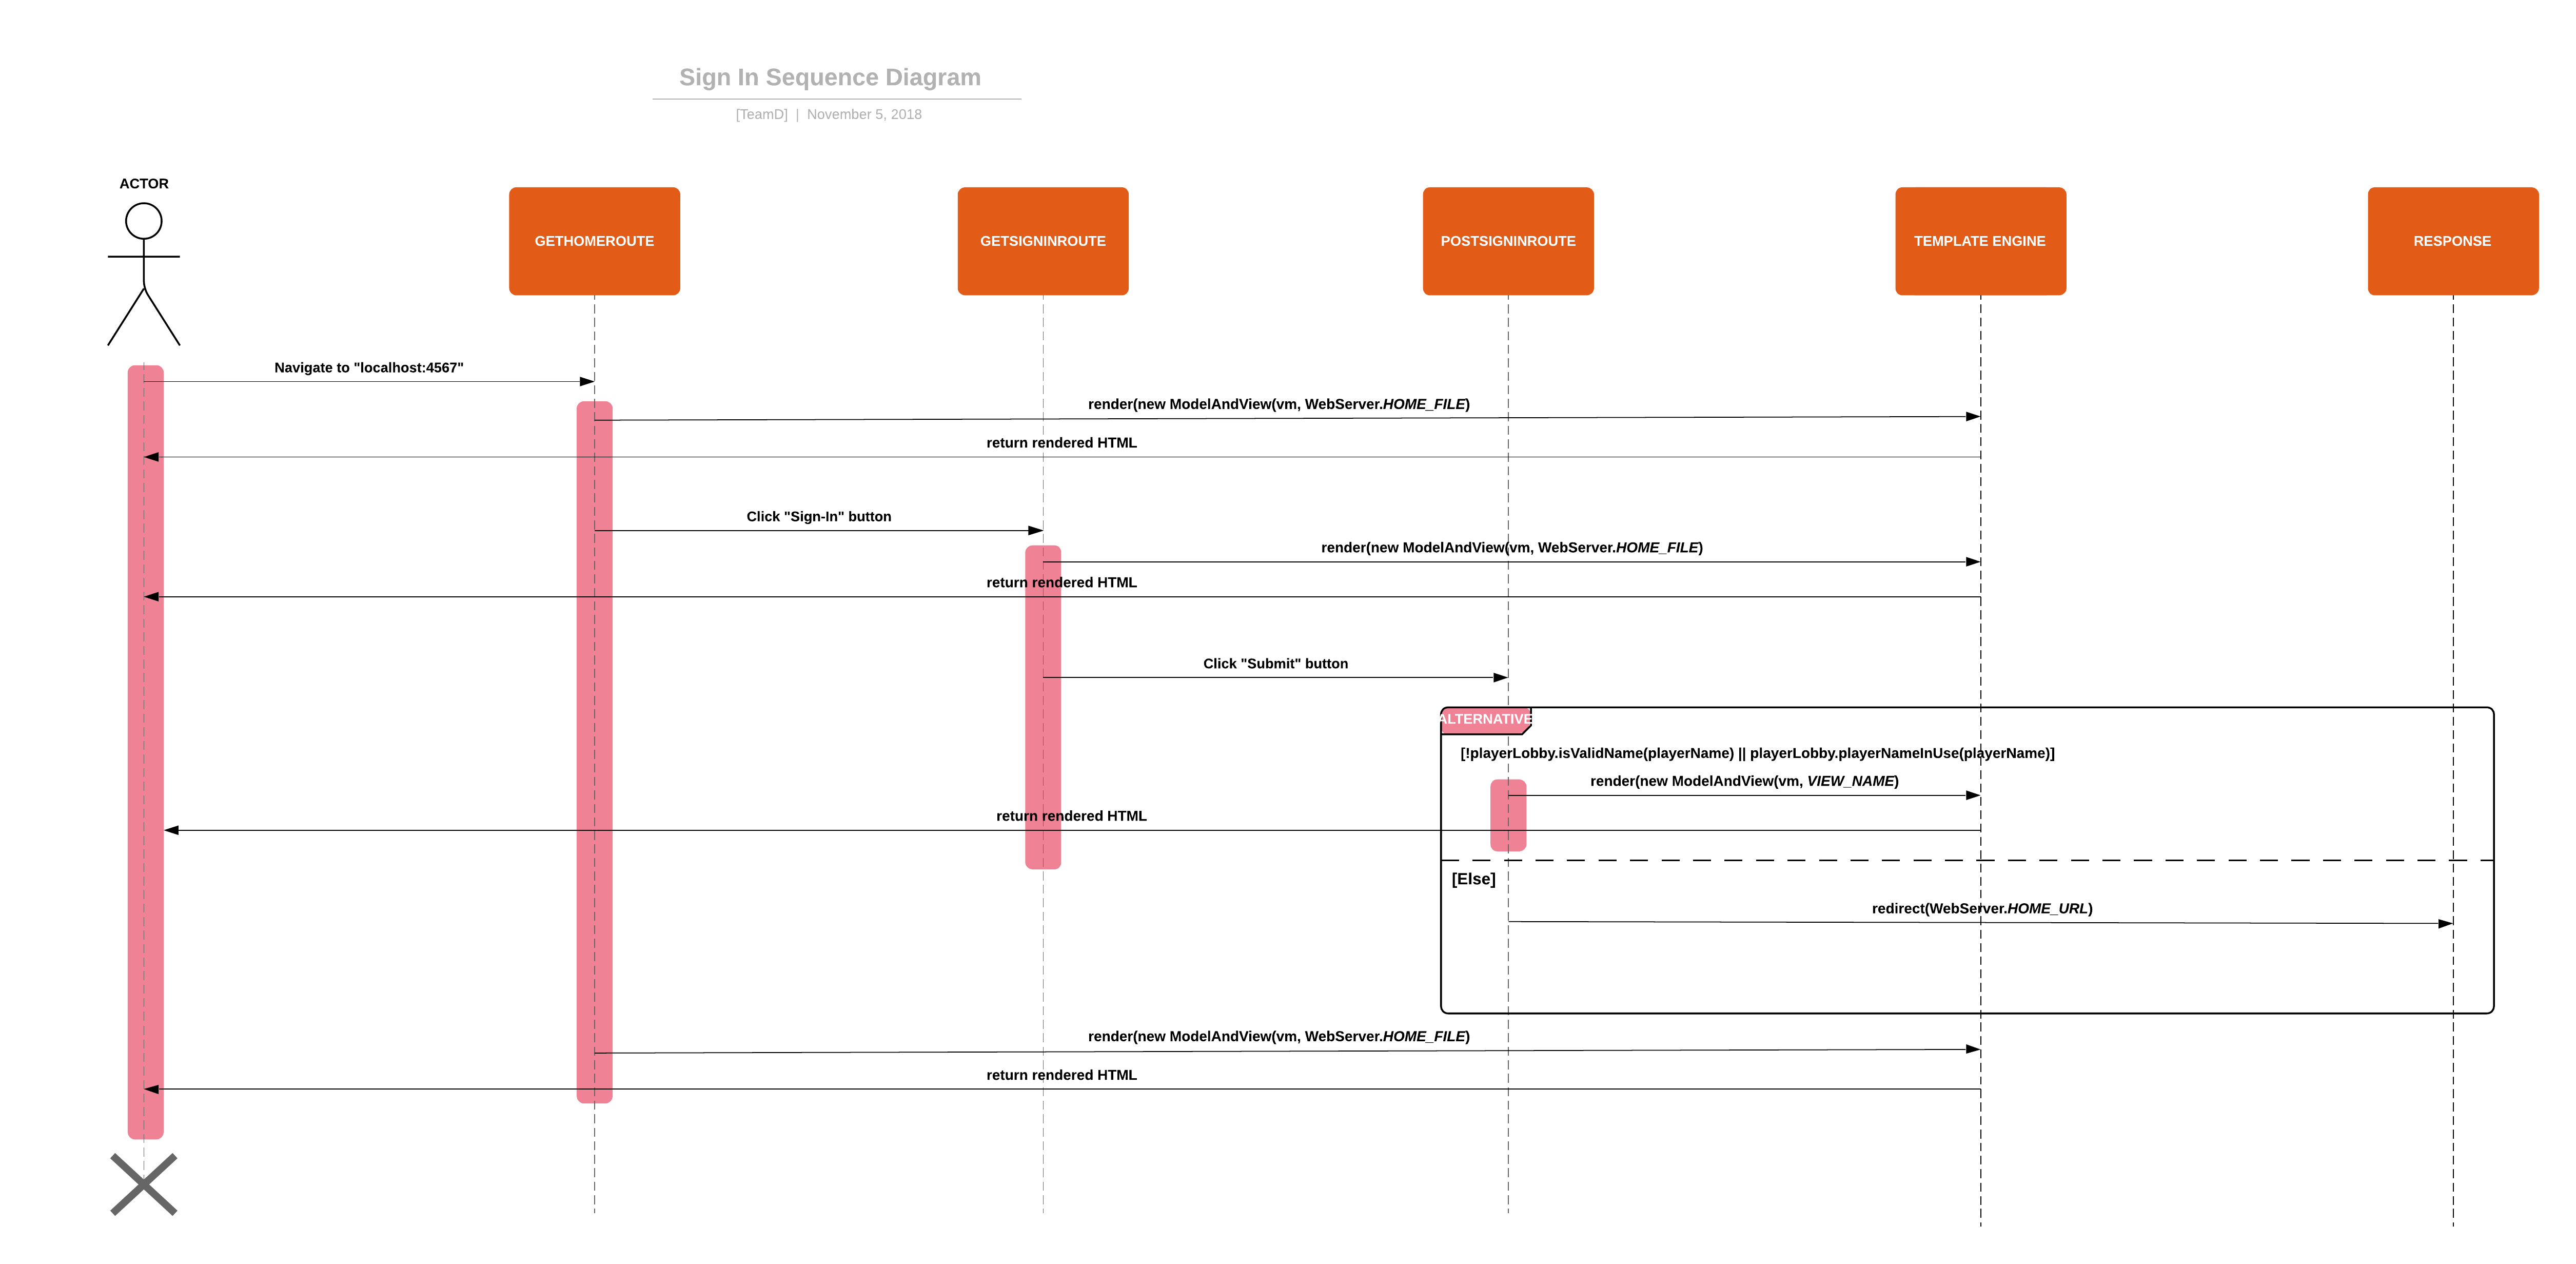 Sign In Sequence Diagram
[TeamD] | November 5, 2018
ACTOR
GETHOMEROUTE
GETSIGNINROUTE
POSTSIGNINROUTE
TEMPLATE ENGINE
RESPONSE
Navigate to "localhost:4567"
render(new ModelAndView(vm, WebServer.HOME_FILE)
return rendered HTML
Click "Sign-In" button
render(new ModelAndView(vm, WebServer.HOME_FILE)
return rendered HTML
Click "Submit" button
ALTERNATIVE
[!playerLobby.isValidName(playerName) || playerLobby.playerNameInUse(playerName)]
render(new ModelAndView(vm, VIEW_NAME)
return rendered HTML
[Else]
redirect(WebServer.HOME_URL)
render(new ModelAndView(vm, WebServer.HOME_FILE)
return rendered HTML